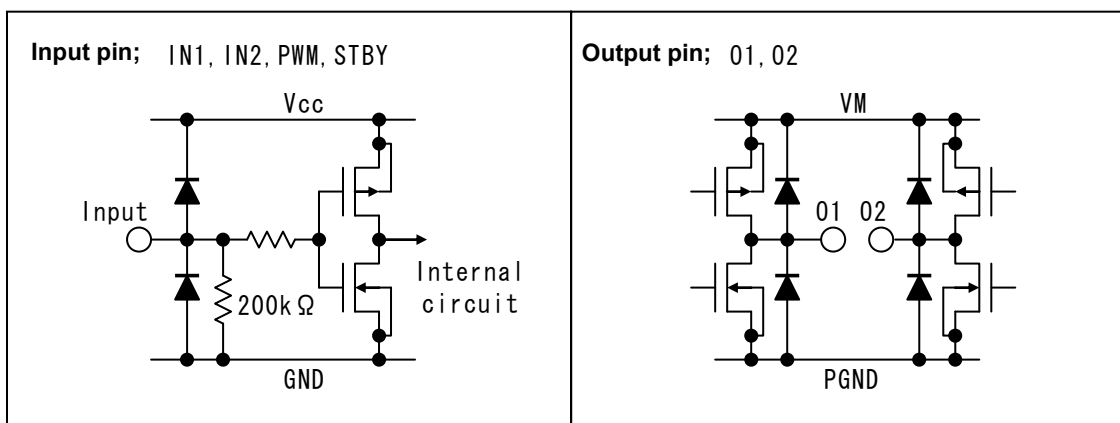 Input pin; IN1, IN2, PWM, STBY
Vcc
Input
Internal
circuit
200kΩ
GND
Output pin; O1, O2
VM
O1 O2
PGND